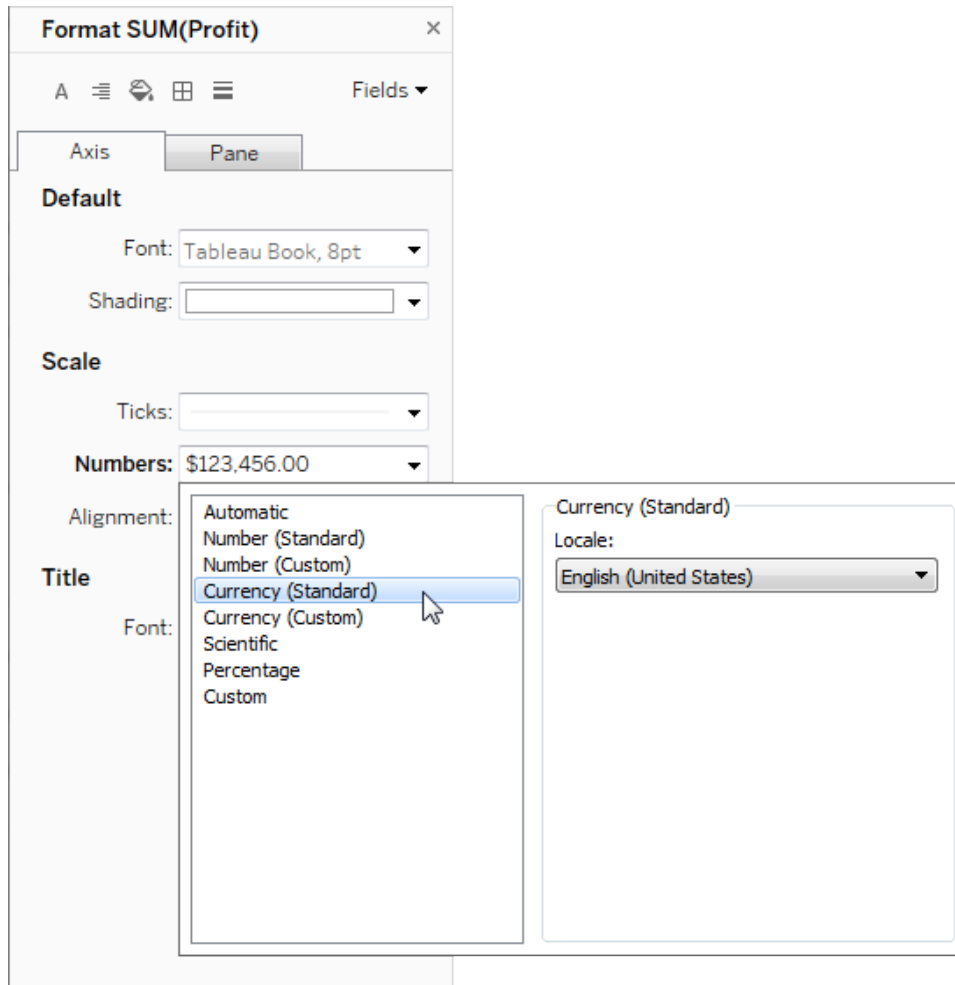 Format SUM(Profit)
A
Fields
Axis
Pane
Default
Font: Tableau Book, 8pt
Shading:
Scale
Ticks:
Numbers: $123,456.00
Alignment:
Title
Font:
Automatic
Number (Standard)
Number (Custom)
Currency (Standard)
Currency (Custom)
Scientific
Percentage
Custom
Currency (Standard)
Locale:
English (United States)